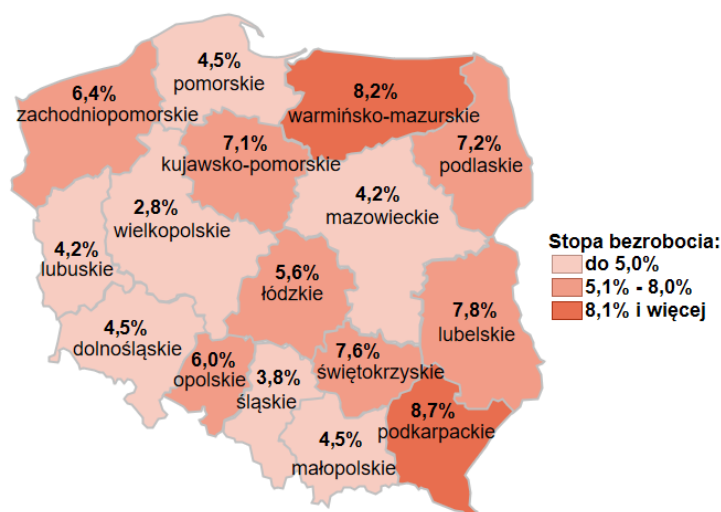 4,5%
pomorskie
6,4%
zachodniopomorskie
8,2%
warmińsko-mazurskie
7,1%
kujawsko-pomorskie
7,2%
podlaskie
4,2%
mazowieckie
2,8%
wielkopolskie
4,2%
lubuskie
Stopa bezrobocia:
do 5,0%
5,1% - 8,0%
8,1% i więcej
5,6%
łódzkie
7,8%
lubelskie
4,5%
dolnośląskie
6,0%
opolskie
3,8%
śląskie
7,6%
świętokrzyskie
8,7%
podkarpackie
4,5%
małopolskie